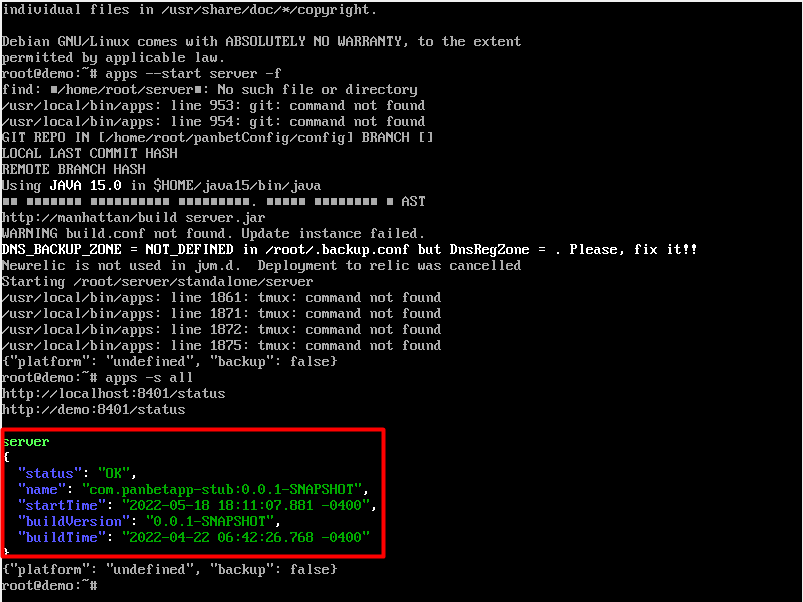 individual files in /usr/share/doc/*/copyright.
Debian GNU/Linux comes with ABSOLUTELY NO WARRANTY, to the extent
permitted by applicable law.
root@demo:~# apps --start server -f
find: ■/home/root/server■: No such file or directory
/usr/local/bin/apps: line 953: git: command not found
/usr/local/bin/apps: line 954: git: command not found
GIT REPO IN [/home/root/panbetConfig/config] BRANCH []
LOCAL LAST COMMIT HASH
REMOTE BRANCH HASH
Using JAVA 15.0 in $HOME/java15/bin/java
■■ ■■■■■■■ ■■■■■■■■■■ ■■■■■■■■■. ■■■■■ ■■■■■■■■ ■ AST
http://manhattan/build server.jar
WARNING build.conf not found. Update instance failed.
DNS_BACKUP_ZONE = NOT_DEFINED in /root/.backup.conf but DnsRegZone = . Please, fix it!!
Newrelic is not used in jvm.d.  Deployment to relic was cancelled
Starting /root/server/standalone/server
/usr/local/bin/apps: line 1861: tmux: command not found
/usr/local/bin/apps: line 1871: tmux: command not found
/usr/local/bin/apps: line 1872: tmux: command not found
/usr/local/bin/apps: line 1875: tmux: command not found
{"platform": "undefined", "backup": false}
root@demo:~# apps -s all
http://localhost:8401/status
http://demo:8401/status
server
{
  "status": "OK",
  "name": "com.panbetapp-stub:0.0.1-SNAPSHOT",
  "startTime": "2022-05-18 18:11:07.881 -0400",
  "buildVersion": "0.0.1-SNAPSHOT",
  "buildTime": "2022-04-22 06:42:26.768 -0400"
}
{"platform": "undefined", "backup": false}
root@demo:~#